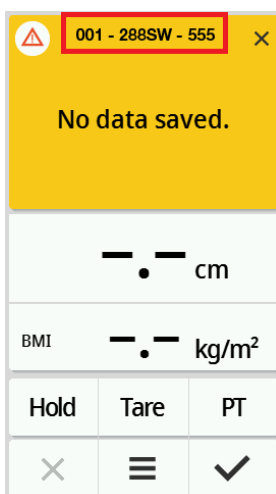 001 - 288SW - 555
No data saved.
-.- cm
BMI -.- kg/m²
Hold Tare PT